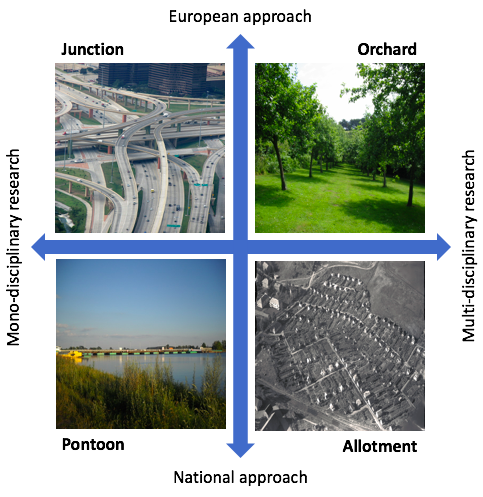 European approach
Junction
Orchard
Mono-disciplinary research
Multi-disciplinary research
Pontoon
Allotment
National approach